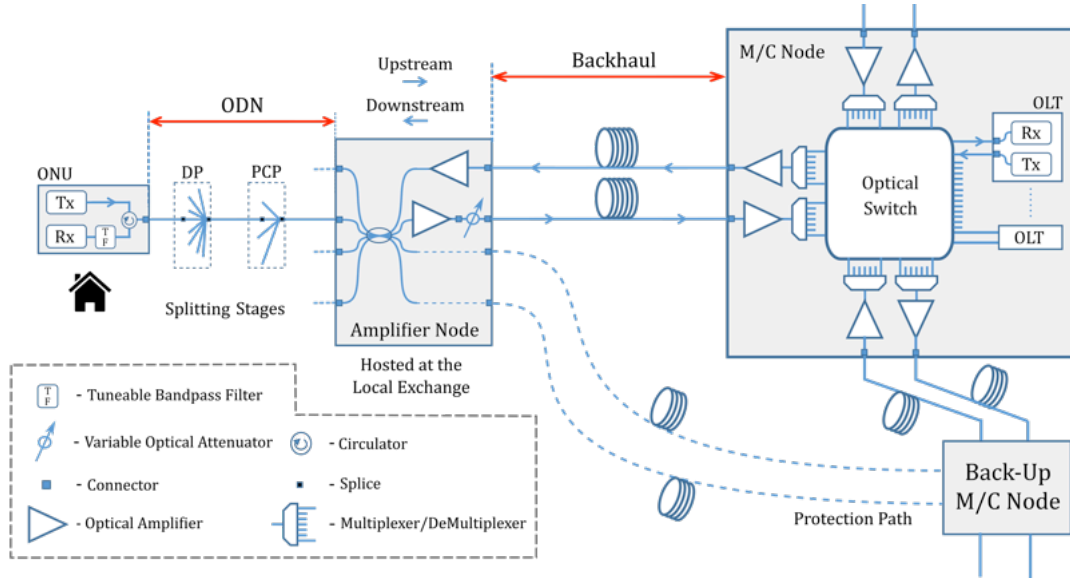 M/C Node
Backhaul
Upstream
Downstream
OLT
Rx
Tx
ODN
ONU
DP
PCP
Tx
Rx
T
F
Optical
Switch
OLT
Splitting Stages
Amplifier Node
Hosted at the
Local Exchange
T
F
- Tuneable Bandpass Filter
- Variable Optical Attenuator
- Circulator
- Connector
- Splice
- Optical Amplifier
- Multiplexer/DeMultiplexer
Back-Up
M/C Node
Protection Path